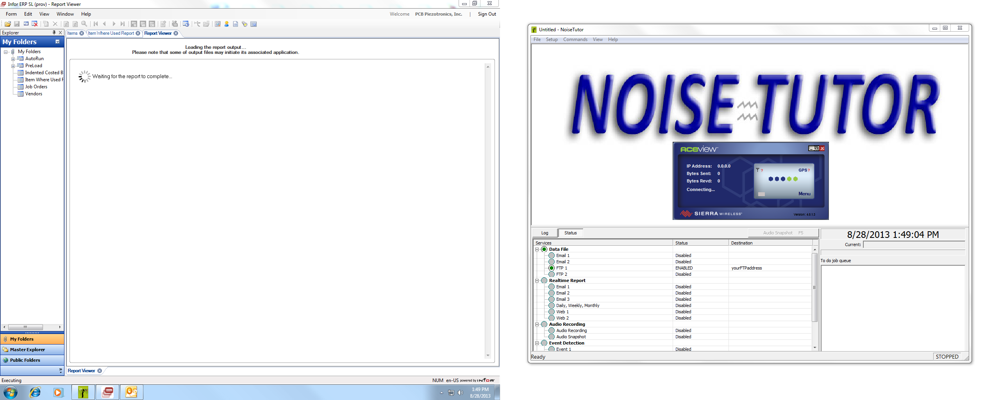 Infor ERP SL (prov) - Report Viewer
Form Edit View Window Help
Welcome PCB Piezotronics, Inc. | Sign Out
Explorer
My Folders
My Folders
AutoRun
PreLoad
Indented Costed B
Item Where Used F
Job Orders
Vendors
My Folders
Master Explorer
Public Folders
Items
Item Where Used Report
Report Viewer
Loading the report output...
Please note that some of output files may initiate its associated application.
Waiting for the report to complete...
Report Viewer
Executing
NUM en-US powered by infor
1:49 PM
8/28/2013
Untitled - NoiseTutor
File Setup Commands View Help
NOISE TUTOR
ACEview™
IP Address: 0.0.0.0
Bytes Sent: 0
Bytes Revd: 0
Connecting...
? GPS?
Menu
SIERRA WIRELESS™
Version: 4.0.1.3
Log Status
Audio Snapshot F5
8/28/2013 1:49:04 PM
Current:
To do job queue
Services Status Destination
Data File
Email 1 Disabled
Email 2 Disabled
FTP 1 ENABLED yourFTPaddress
FTP 2 Disabled
Realtime Report
Email 1 Disabled
Email 2 Disabled
Email 3 Disabled
Daily, Weekly, Monthly Disabled
Web 1 Disabled
Web 2 Disabled
Audio Recording
Audio Recording Disabled
Audio Snapshot Disabled
Event Detection
Event 1 Disabled
Ready
STOPPED